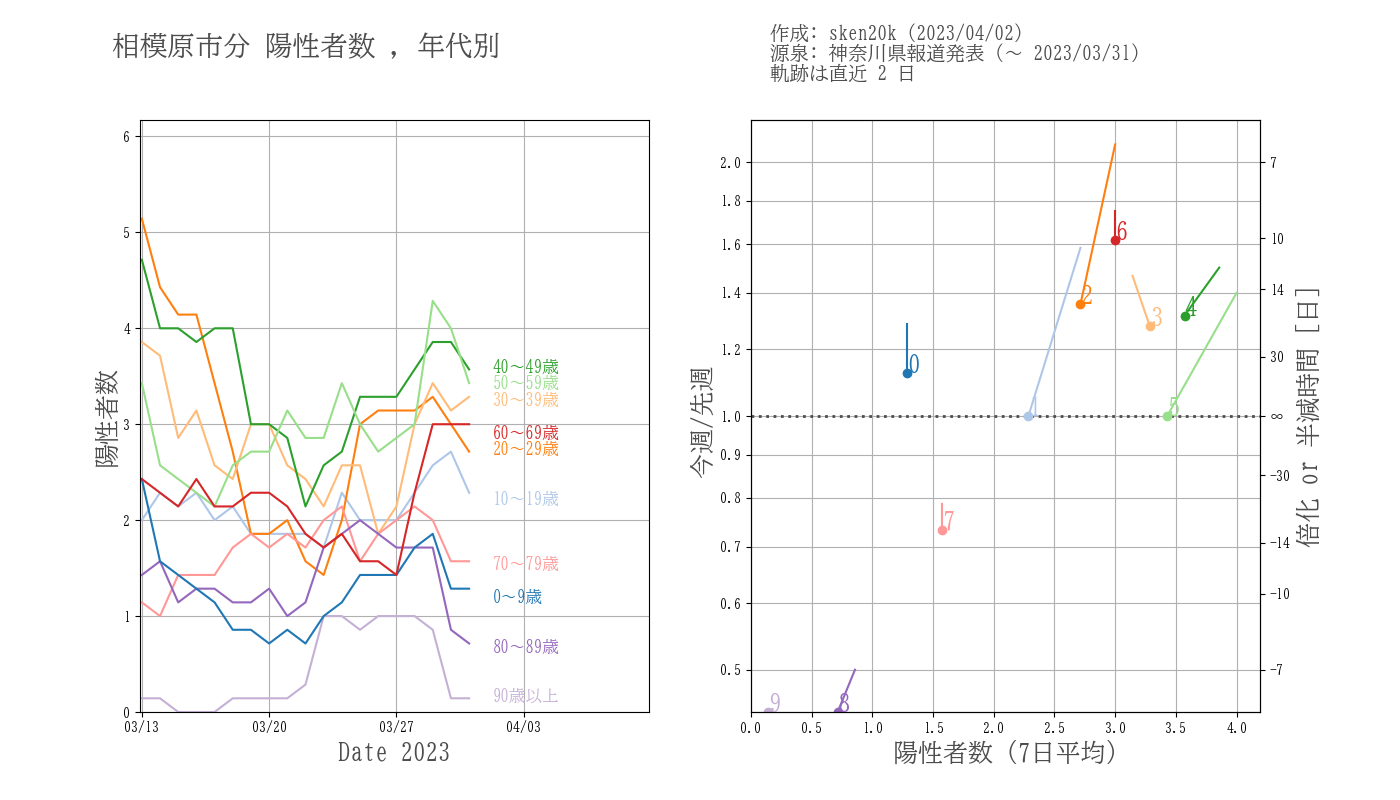 相模原市分 陽性者数 , 年代別
作成: sken20k (2023/04/02)
源泉: 神奈川県報道発表 (〜 2023/03/31)
軌跡は直近 2 日
陽性者数
6
5
4
3
2
1
0
03/13
03/20
03/27
04/03
Date 2023
40〜49歳
50〜59歳
30〜39歳
60〜69歳
20〜29歳
10〜19歳
70〜79歳
0〜9歳
80〜89歳
90歳以上
今週/先週
2.0
1.8
1.6
1.4
1.2
1.0
0.9
0.8
0.7
0.6
0.5
6
2
4
3
0
1
5
7
9
8
0.0
0.5
1.0
1.5
2.0
2.5
3.0
3.5
4.0
陽性者数 (7日平均)
7
10
14
30
∞
−30
−14
−10
−7
倍化 or 半減時間 [日]